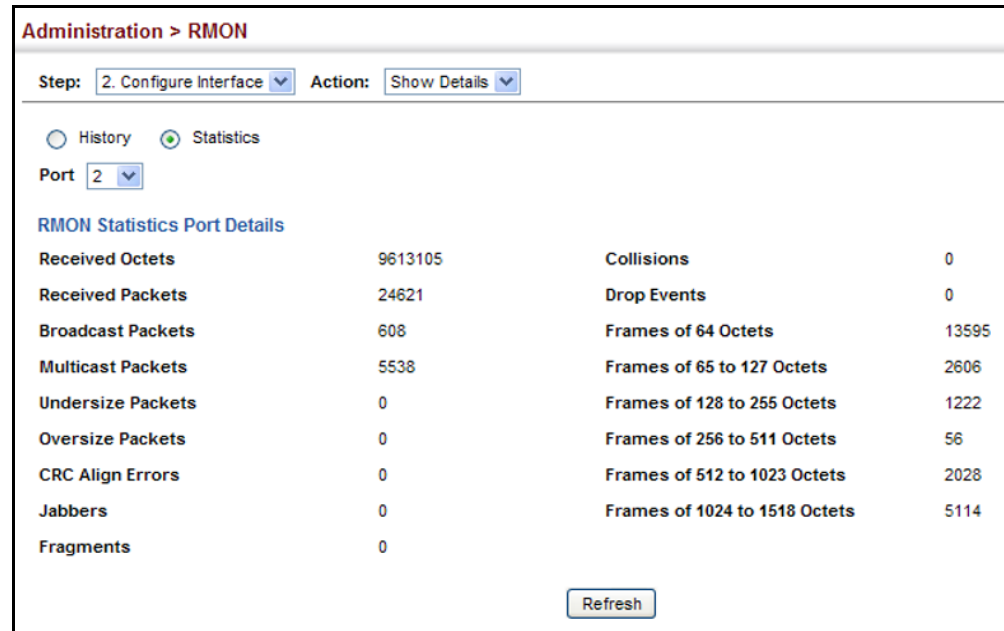 Administration > RMON
Step: 2. Configure Interface Action: Show Details
History Statistics
Port 2
RMON Statistics Port Details
Received Octets 9613105 Collisions 0
Received Packets 24621 Drop Events 0
Broadcast Packets 608 Frames of 64 Octets 13595
Multicast Packets 5538 Frames of 65 to 127 Octets 2606
Undersize Packets 0 Frames of 128 to 255 Octets 1222
Oversize Packets 0 Frames of 256 to 511 Octets 56
CRC Align Errors 0 Frames of 512 to 1023 Octets 2028
Jabbers 0 Frames of 1024 to 1518 Octets 5114
Fragments 0
Refresh